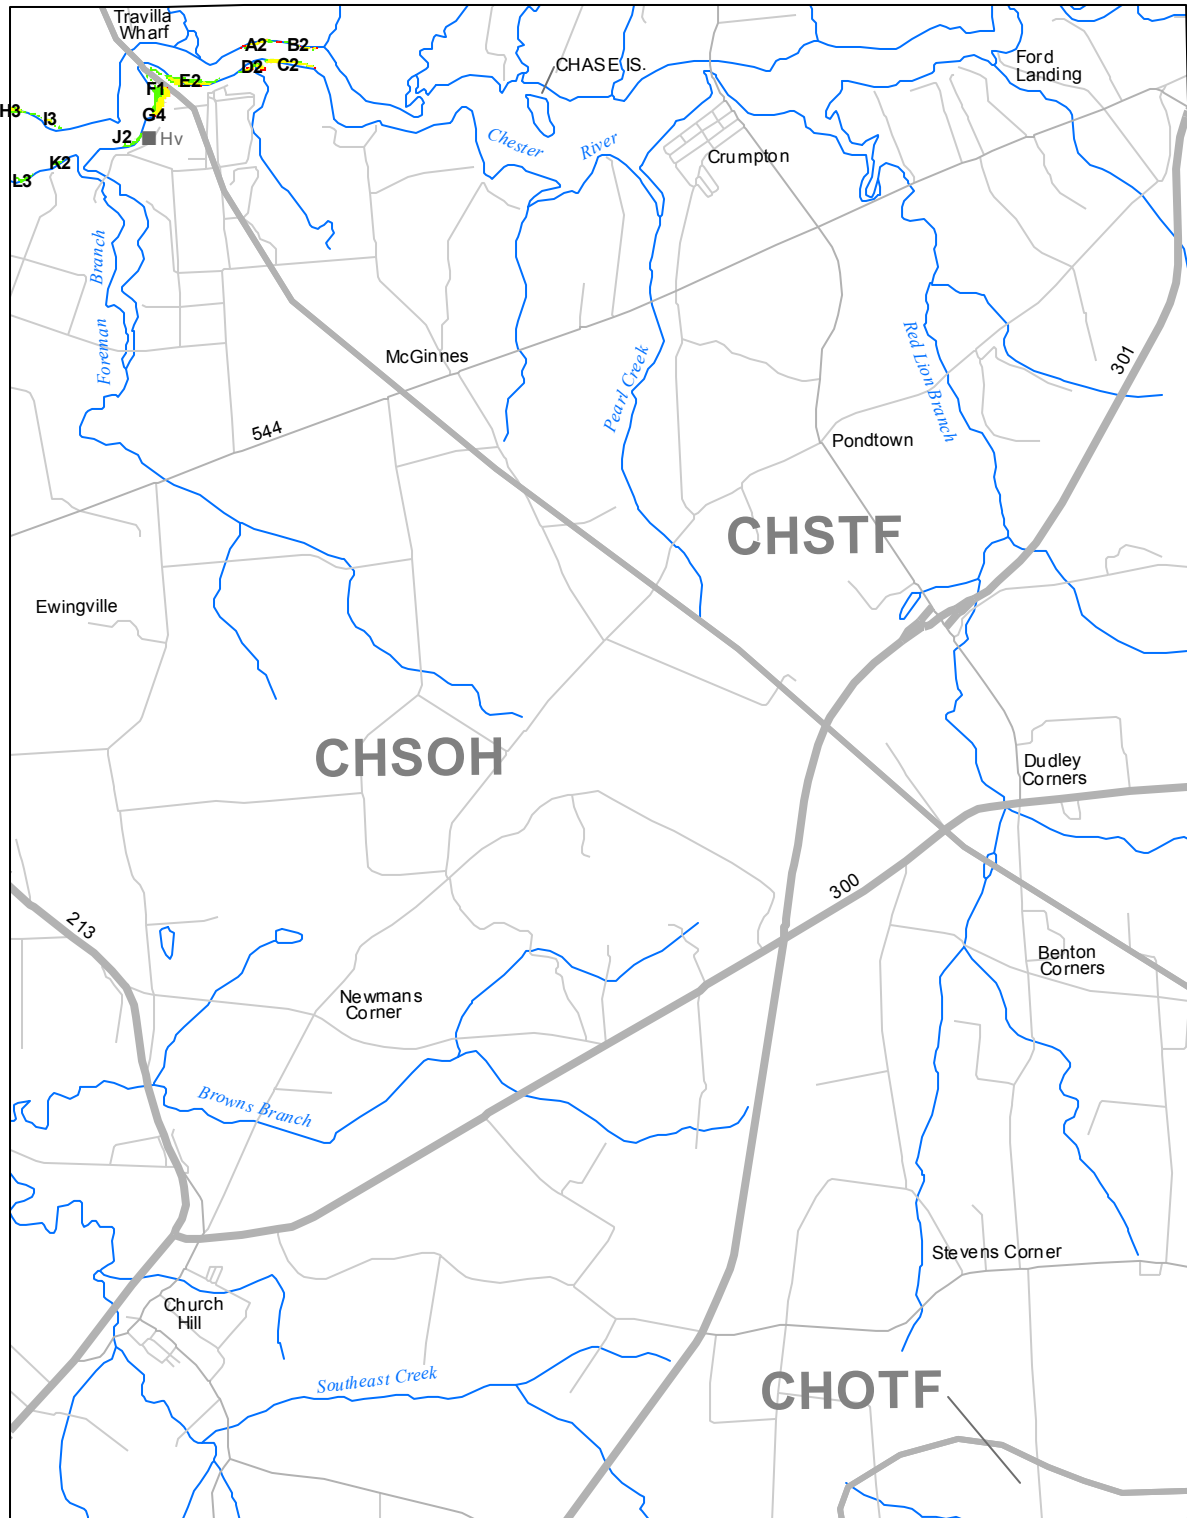 Travilla
Wharf
A2
B2
D2
C2
E2
F1
G4
H3
I3
J2
Hv
K2
L3
CHASE IS.
Ford
Landing
Chester
River
Crumpton
Foreman
Branch
McGinnes
544
Pearl Creek
Red Lion Branch
301
Pondtown
CHSTF
Ewingville
CHSOH
Dudley
Corners
300
213
Benton
Corners
Newmans
Corner
Browns Branch
Stevens Corner
Church
Hill
Southeast Creek
CHOTF